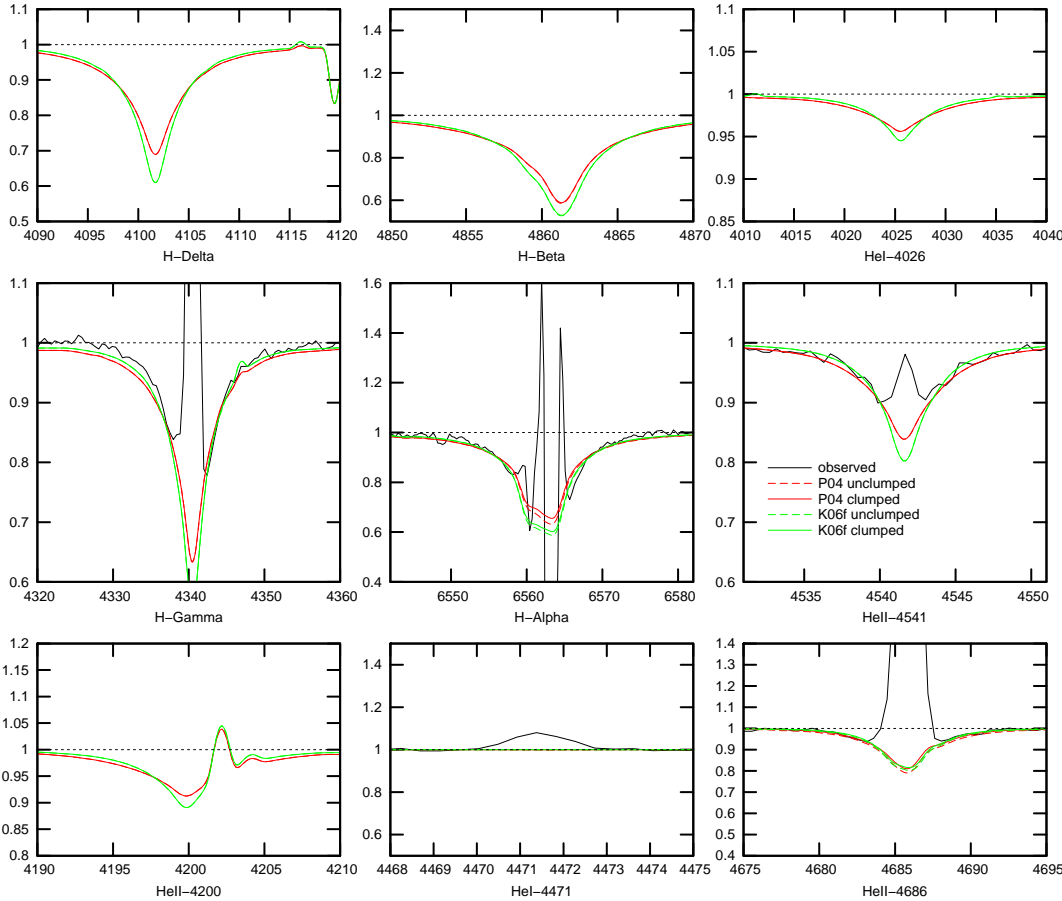 1
0.9
0.8
0.7
0.6
0.5
4090 4095 4100 4105 4110 4115 4120
H−Delta
1.4
1.2
1
0.8
0.6
4850 4855 4860 4865 4870
H−Beta
1.1
1.05
1
0.95
0.9
0.85
4010 4015 4020 4025 4030 4035 4040
HeI−4026
1.1
1
0.9
0.8
0.7
0.6
4320 4330 4340 4350 4360
H−Gamma
1.6
1.4
1.2
1
0.8
0.6
0.4
6550 6560 6570 6580
H−Alpha
1.1
1
0.9
0.8
0.7
0.6
4535 4540 4545 4550
HeII−4541
observed
P04 unclumped
P04 clumped
K06f unclumped
K06f clumped
1.2
1.15
1.1
1.05
1
0.95
0.9
0.85
0.8
4190 4195 4200 4205 4210
HeII−4200
1.4
1.2
1
0.8
0.6
4468 4469 4470 4471 4472 4473 4474 4475
HeI−4471
1.4
1.3
1.2
1.1
1
0.9
0.8
0.7
0.6
0.5
0.4
4675 4680 4685 4690 4695
HeII−4686